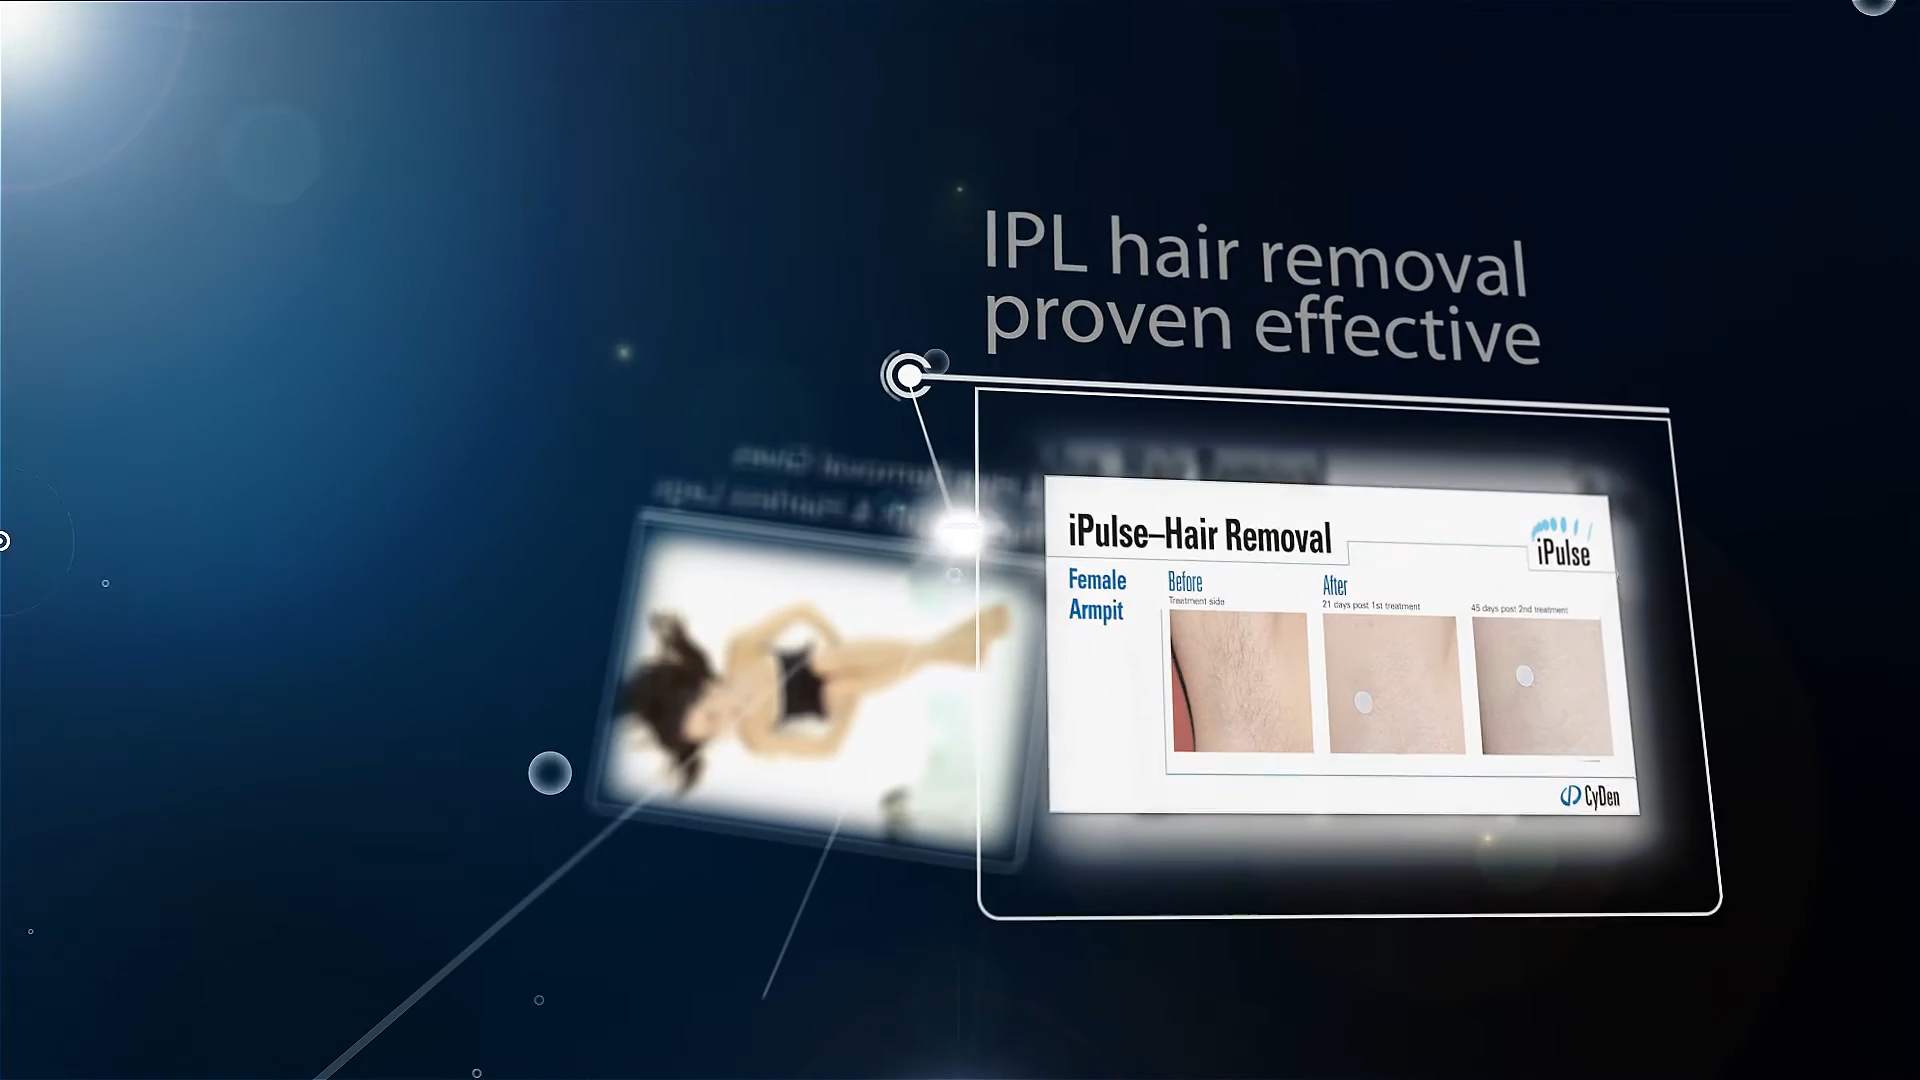 IPL hair removal
proven effective
iPulse–Hair Removal
iPulse
Female
Armpit
Before
Treatment side
After
21 days post 1st treatment
45 days post 2nd treatment
CyDen